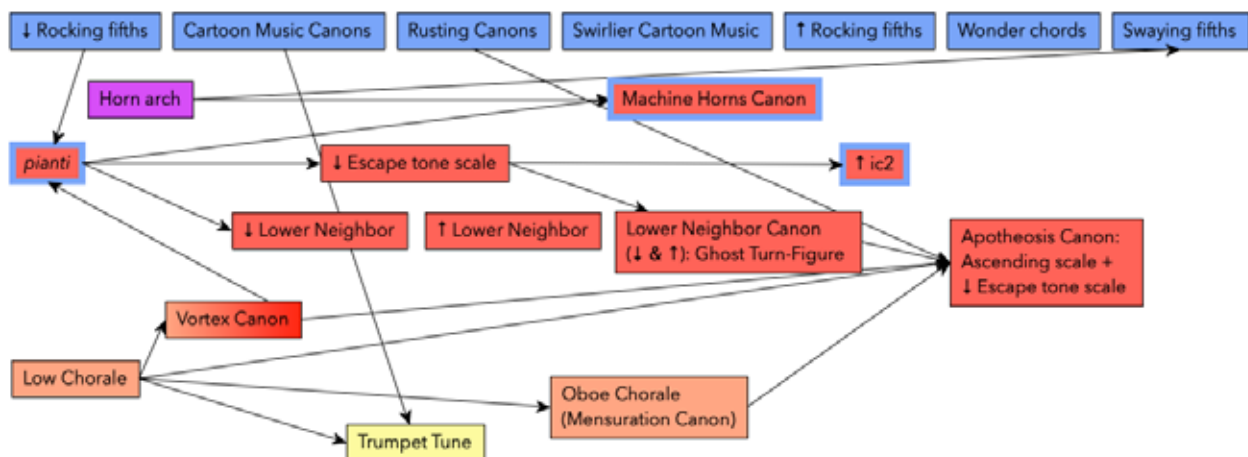 ↓ Rocking fifths
Cartoon Music Canons
Rusting Canons
Swirlier Cartoon Music
↑ Rocking fifths
Wonder chords
Swaying fifths
Horn arch
Machine Horns Canon
pianti
↓ Escape tone scale
↑ ic2
↓ Lower Neighbor
↑ Lower Neighbor
Lower Neighbor Canon
(↓ & ↑): Ghost Turn-Figure
Apotheosis Canon:
Ascending scale +
↓ Escape tone scale
Vortex Canon
Low Chorale
Oboe Chorale
(Mensuration Canon)
Trumpet Tune